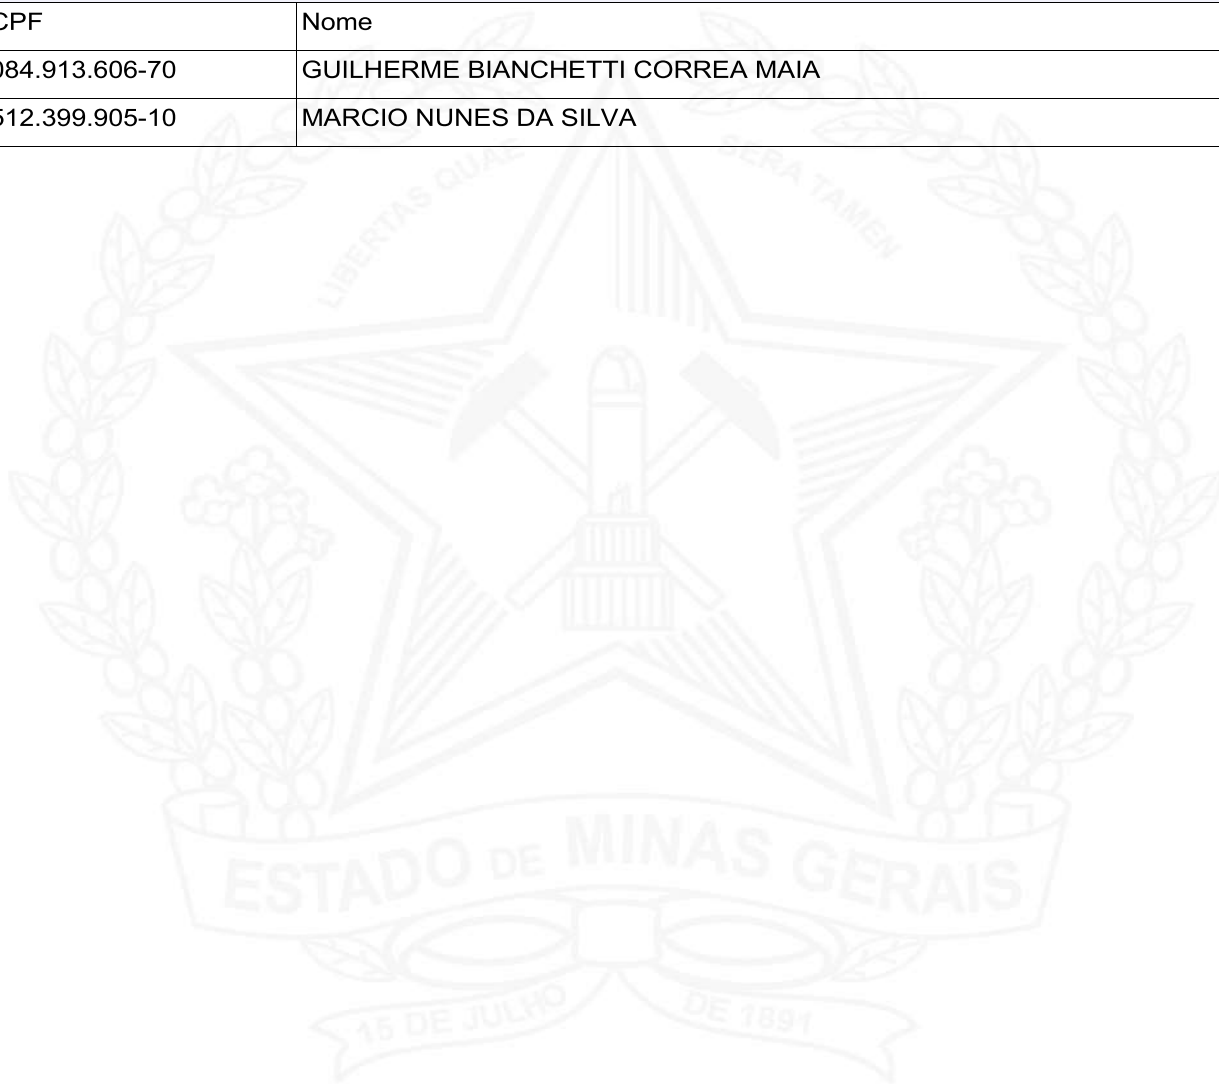 CPF Nome
084.913.606-70 GUILHERME BIANCHETTI CORREA MAIA
512.399.905-10 MARCIO NUNES DA SILVA
LIBERTAS QUAE SERA TAMEN
ESTADO DE MINAS GERAIS
15 DE JULHO DE 1891